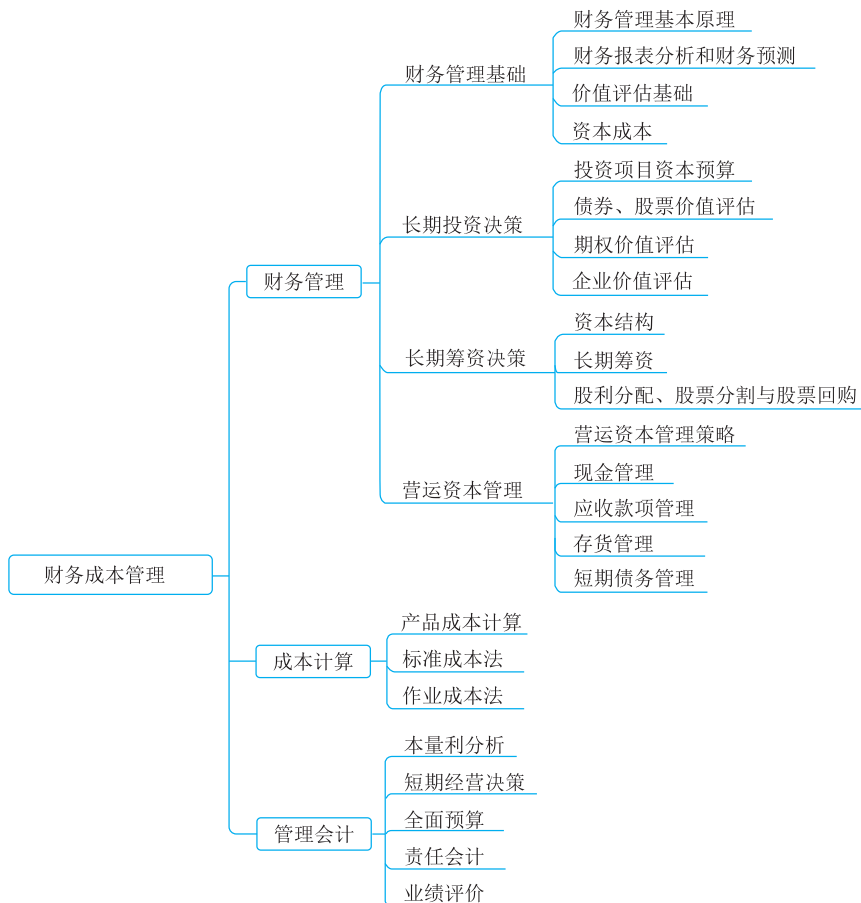 财务成本管理
财务管理
财务管理基础
财务管理基本原理
财务报表分析和财务预测
价值评估基础
资本成本
长期投资决策
投资项目资本预算
债券、股票价值评估
期权价值评估
企业价值评估
长期筹资决策
资本结构
长期筹资
股利分配、股票分割与股票回购
营运资本管理
营运资本管理策略
现金管理
应收款项管理
存货管理
短期债务管理
成本计算
产品成本计算
标准成本法
作业成本法
管理会计
本量利分析
短期经营决策
全面预算
责任会计
业绩评价